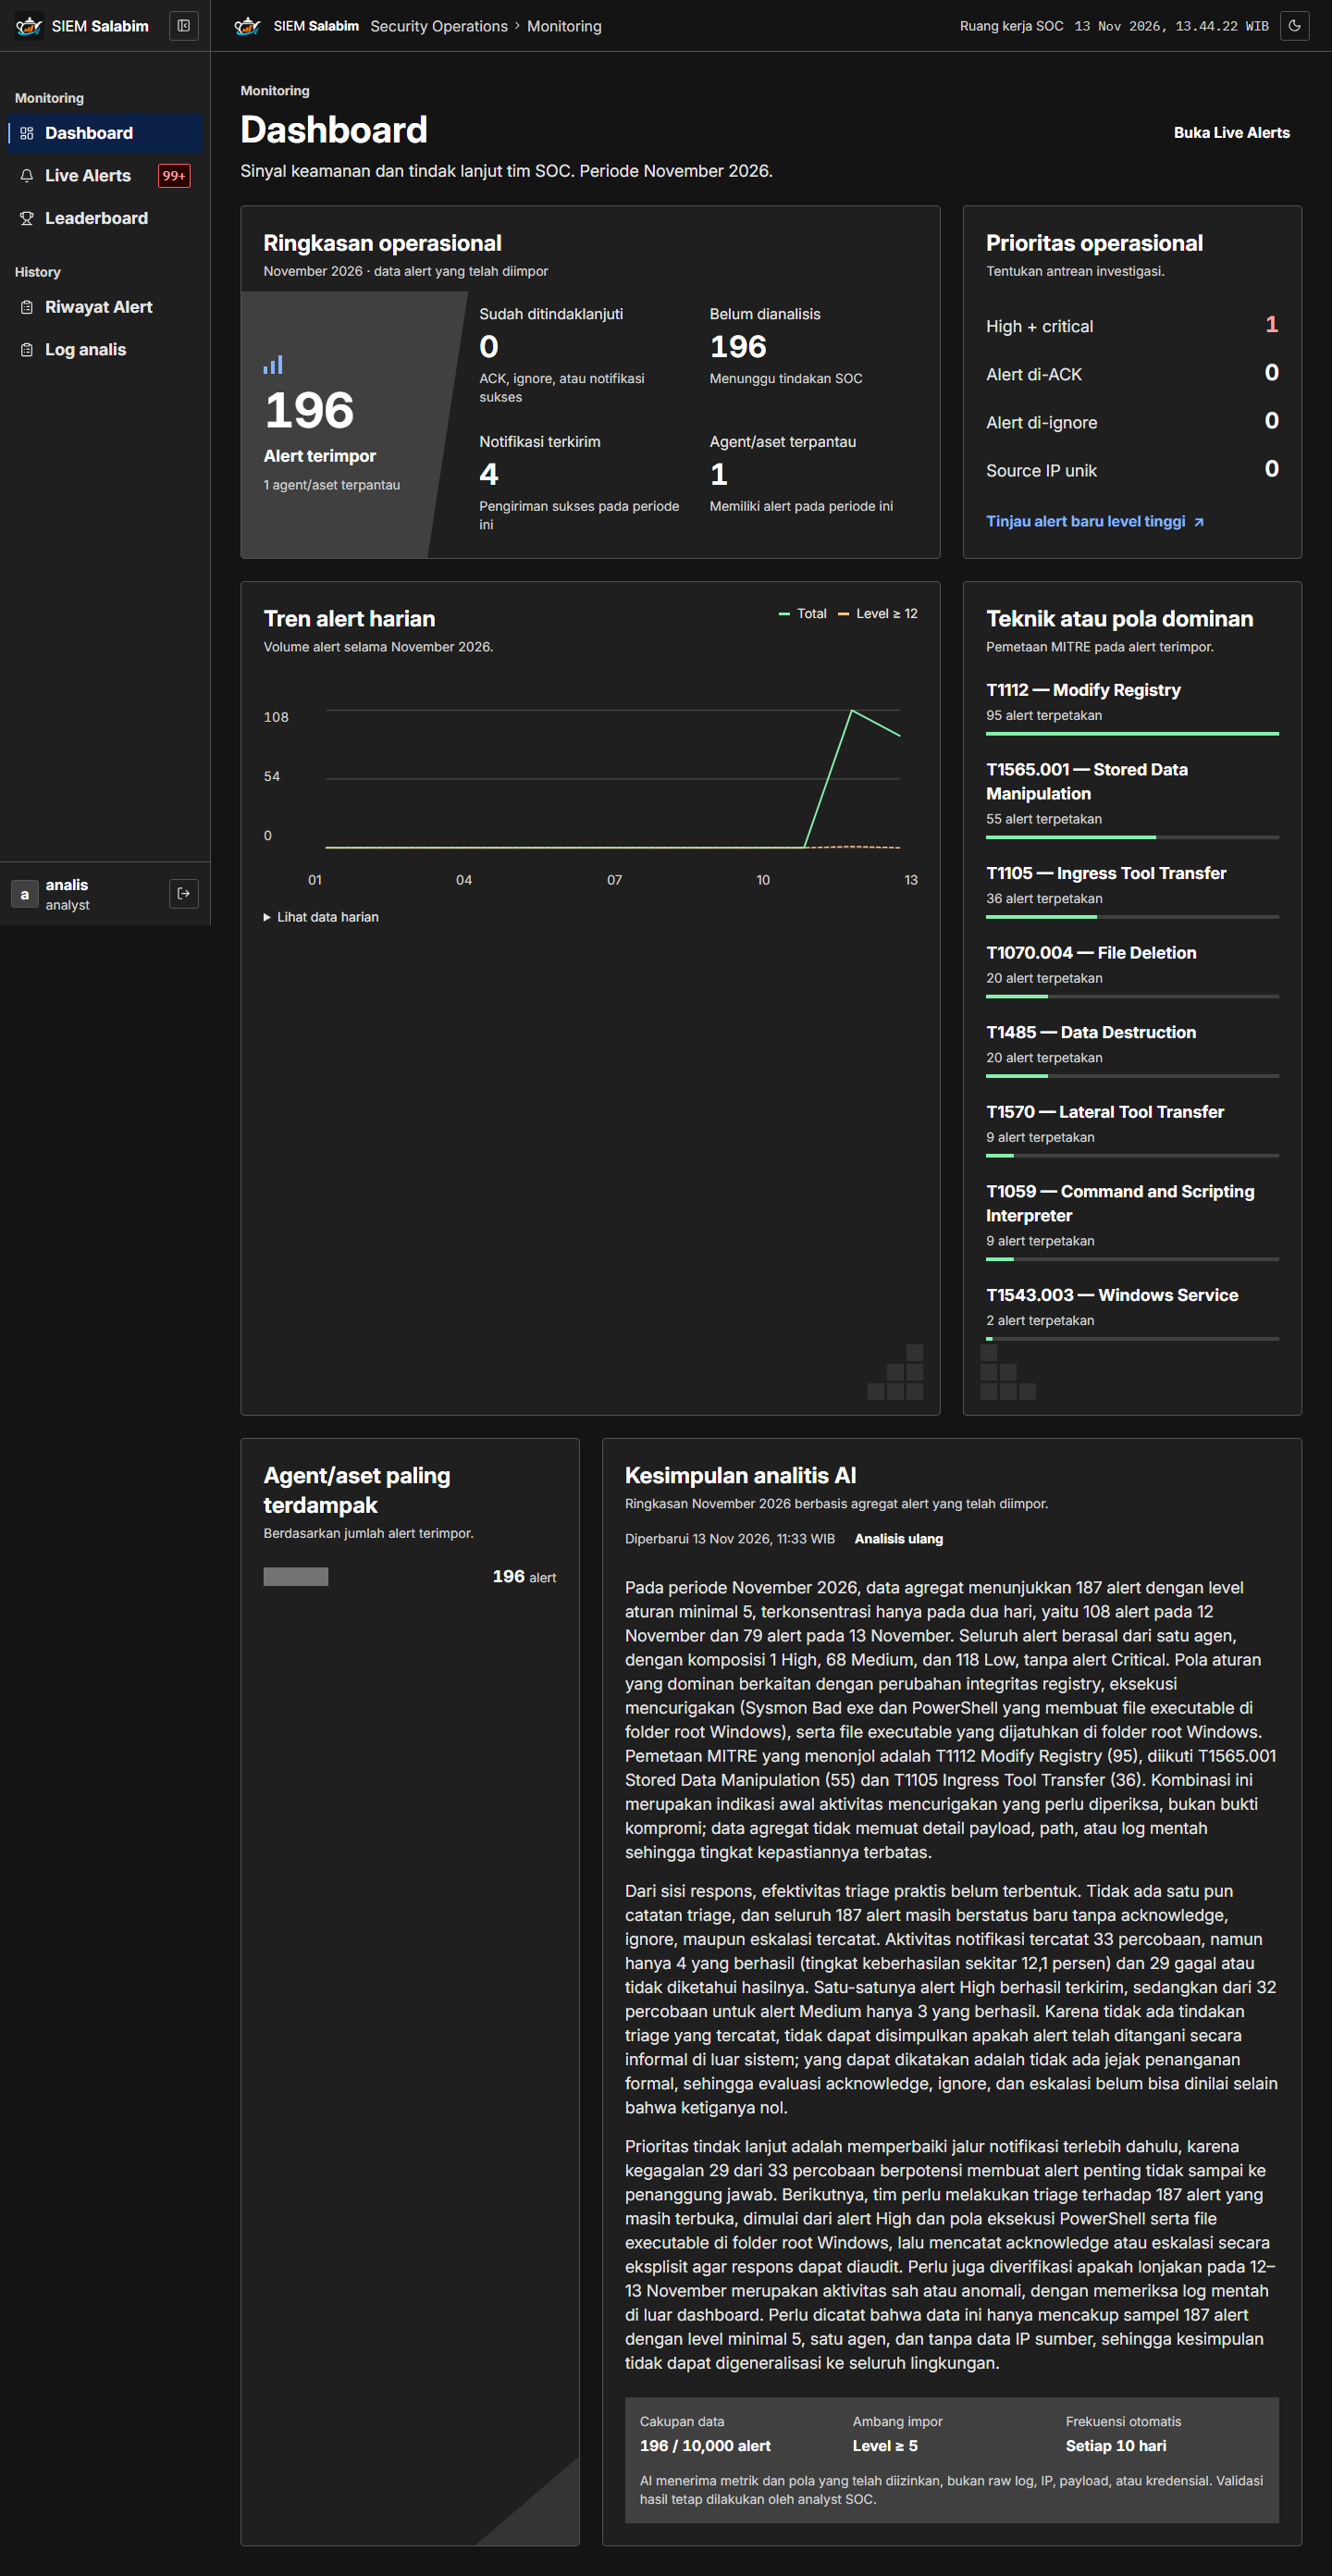 SIEM Salabim
Monitoring
Dashboard
Live Alerts 99+
Leaderboard
History
Riwayat Alert
Log analis
a
analis
analyst
SIEM Salabim Security Operations › Monitoring
Ruang kerja SOC 13 Nov 2026, 13.44.22 WIB
Monitoring
Dashboard
Buka Live Alerts
Sinyal keamanan dan tindak lanjut tim SOC. Periode November 2026.
Ringkasan operasional
November 2026 · data alert yang telah diimpor
196
Alert terimpor
1 agent/aset terpantau
Sudah ditindaklanjuti
0
ACK, ignore, atau notifikasi
sukses
Belum dianalisis
196
Menunggu tindakan SOC
Notifikasi terkirim
4
Pengiriman sukses pada periode
ini
Agent/aset terpantau
1
Memiliki alert pada periode ini
Prioritas operasional
Tentukan antrean investigasi.
High + critical 1
Alert di-ACK 0
Alert di-ignore 0
Source IP unik 0
Tinjau alert baru level tinggi ↗
Tren alert harian
Total Level ≥ 12
Volume alert selama November 2026.
108
54
0
01 04 07 10 13
▶ Lihat data harian
Teknik atau pola dominan
Pemetaan MITRE pada alert terimpor.
T1112 — Modify Registry
95 alert terpetakan
T1565.001 — Stored Data
Manipulation
55 alert terpetakan
T1105 — Ingress Tool Transfer
36 alert terpetakan
T1070.004 — File Deletion
20 alert terpetakan
T1485 — Data Destruction
20 alert terpetakan
T1570 — Lateral Tool Transfer
9 alert terpetakan
T1059 — Command and Scripting
Interpreter
9 alert terpetakan
T1543.003 — Windows Service
2 alert terpetakan
Agent/aset paling
terdampak
Berdasarkan jumlah alert terimpor.
196 alert
Kesimpulan analitis AI
Ringkasan November 2026 berbasis agregat alert yang telah diimpor.
Diperbarui 13 Nov 2026, 11:33 WIB Analisis ulang
Pada periode November 2026, data agregat menunjukkan 187 alert dengan level
aturan minimal 5, terkonsentrasi hanya pada dua hari, yaitu 108 alert pada 12
November dan 79 alert pada 13 November. Seluruh alert berasal dari satu agen,
dengan komposisi 1 High, 68 Medium, dan 118 Low, tanpa alert Critical. Pola aturan
yang dominan berkaitan dengan perubahan integritas registry, eksekusi
mencurigakan (Sysmon Bad exe dan PowerShell yang membuat file executable di
folder root Windows), serta file executable yang dijatuhkan di folder root Windows.
Pemetaan MITRE yang menonjol adalah T1112 Modify Registry (95), diikuti T1565.001
Stored Data Manipulation (55) dan T1105 Ingress Tool Transfer (36). Kombinasi ini
merupakan indikasi awal aktivitas mencurigakan yang perlu diperiksa, bukan bukti
kompromi; data agregat tidak memuat detail payload, path, atau log mentah
sehingga tingkat kepastiannya terbatas.
Dari sisi respons, efektivitas triage praktis belum terbentuk. Tidak ada satu pun
catatan triage, dan seluruh 187 alert masih berstatus baru tanpa acknowledge,
ignore, maupun eskalasi tercatat. Aktivitas notifikasi tercatat 33 percobaan, namun
hanya 4 yang berhasil (tingkat keberhasilan sekitar 12,1 persen) dan 29 gagal atau
tidak diketahui hasilnya. Satu-satunya alert High berhasil terkirim, sedangkan dari 32
percobaan untuk alert Medium hanya 3 yang berhasil. Karena tidak ada tindakan
triage yang tercatat, tidak dapat disimpulkan apakah alert telah ditangani secara
informal di luar sistem; yang dapat dikatakan adalah tidak ada jejak penanganan
formal, sehingga evaluasi acknowledge, ignore, dan eskalasi belum bisa dinilai selain
bahwa ketiganya nol.
Prioritas tindak lanjut adalah memperbaiki jalur notifikasi terlebih dahulu, karena
kegagalan 29 dari 33 percobaan berpotensi membuat alert penting tidak sampai ke
penanggung jawab. Berikutnya, tim perlu melakukan triage terhadap 187 alert yang
masih terbuka, dimulai dari alert High dan pola eksekusi PowerShell serta file
executable di folder root Windows, lalu mencatat acknowledge atau eskalasi secara
eksplisit agar respons dapat diaudit. Perlu juga diverifikasi apakah lonjakan pada 12–
13 November merupakan aktivitas sah atau anomali, dengan memeriksa log mentah
di luar dashboard. Perlu dicatat bahwa data ini hanya mencakup sampel 187 alert
dengan level minimal 5, satu agen, dan tanpa data IP sumber, sehingga kesimpulan
tidak dapat digeneralisasi ke seluruh lingkungan.
Cakupan data
196 / 10,000 alert
Ambang impor
Level ≥ 5
Frekuensi otomatis
Setiap 10 hari
AI menerima metrik dan pola yang telah diizinkan, bukan raw log, IP, payload, atau kredensial. Validasi
hasil tetap dilakukan oleh analyst SOC.